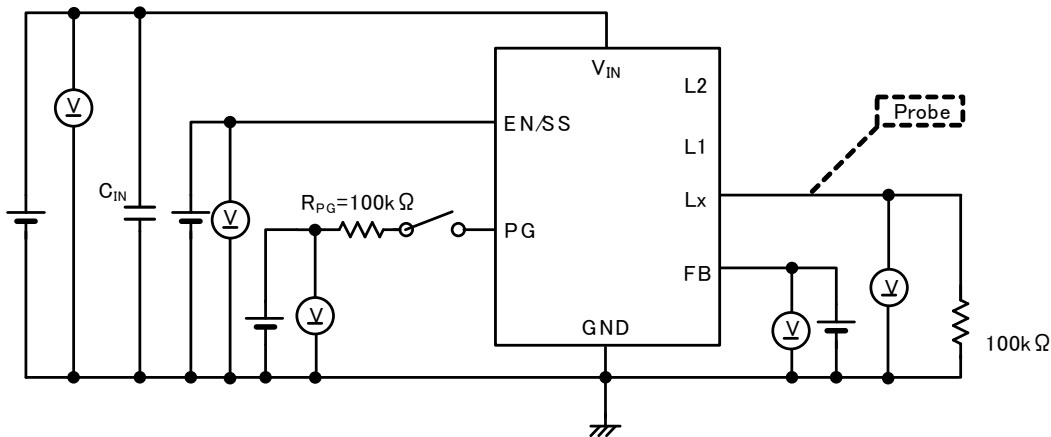 V
V
V
V
V
V_IN
L2
L1
Lx
EN/SS
PG
FB
GND
C_IN
R_PG=100kΩ
Probe
100kΩ